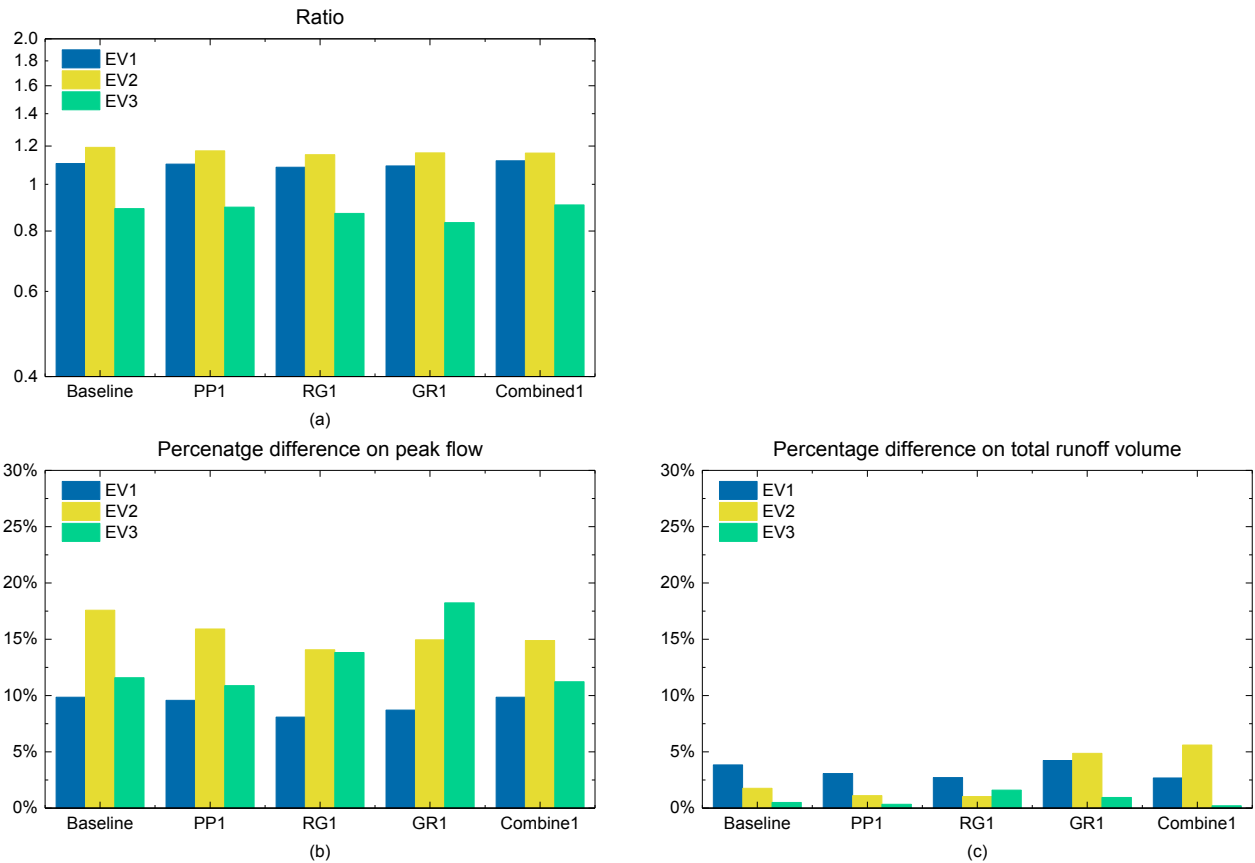 Ratio
2.0
1.8
1.6
1.4
1.2
1
0.8
0.6
0.4
EV1
EV2
EV3
Baseline PP1 RG1 GR1 Combined1
(a)
Percenatge difference on peak flow
30%
25%
20%
15%
10%
5%
0%
EV1
EV2
EV3
Baseline PP1 RG1 GR1 Combine1
(b)
Percentage difference on total runoff volume
30%
25%
20%
15%
10%
5%
0%
EV1
EV2
EV3
Baseline PP1 RG1 GR1 Combine1
(c)